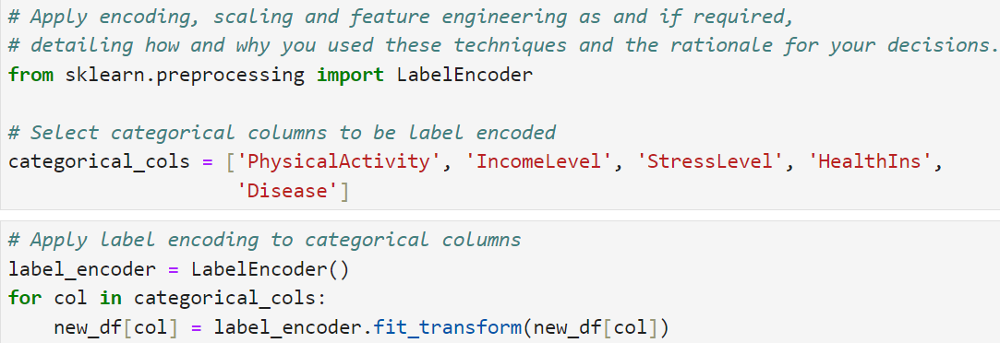 # Apply encoding, scaling and feature engineering as and if required,
# detailing how and why you used these techniques and the rationale for your decisions.
from sklearn.preprocessing import LabelEncoder
# Select categorical columns to be label encoded
categorical_cols = ['PhysicalActivity', 'IncomeLevel', 'StressLevel', 'HealthIns',
'Disease']
# Apply label encoding to categorical columns
label_encoder = LabelEncoder()
for col in categorical_cols:
new_df[col] = label_encoder.fit_transform(new_df[col])